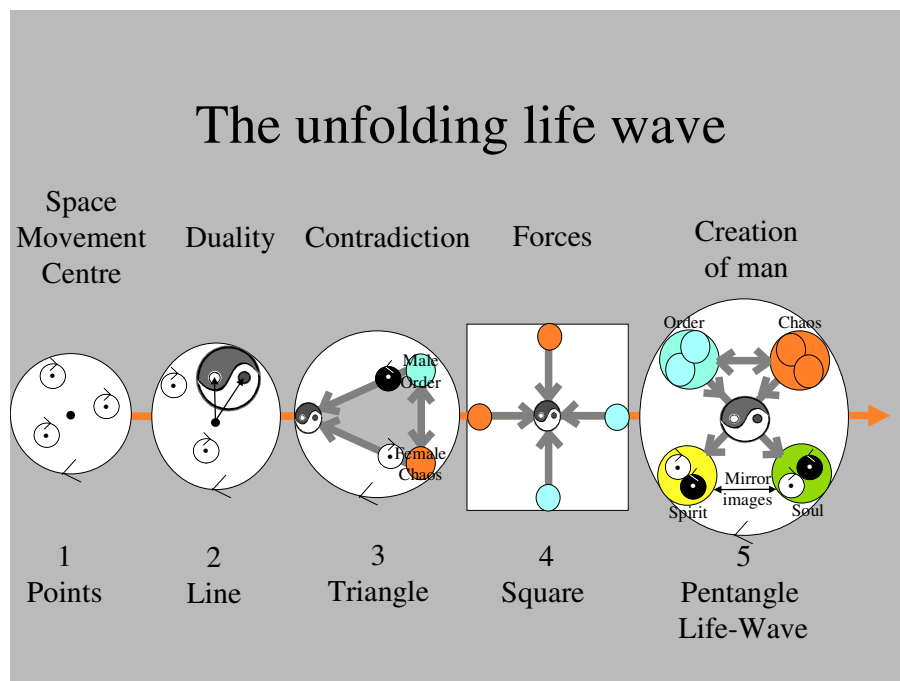 The unfolding life wave
Space
Movement
Centre
Duality
Contradiction
Forces
Creation
of man
Male
Order
Female
Chaos
Order
Chaos
Mirror
images
Spirit
Soul
1
Points
2
Line
3
Triangle
4
Square
5
Pentangle
Life-Wave